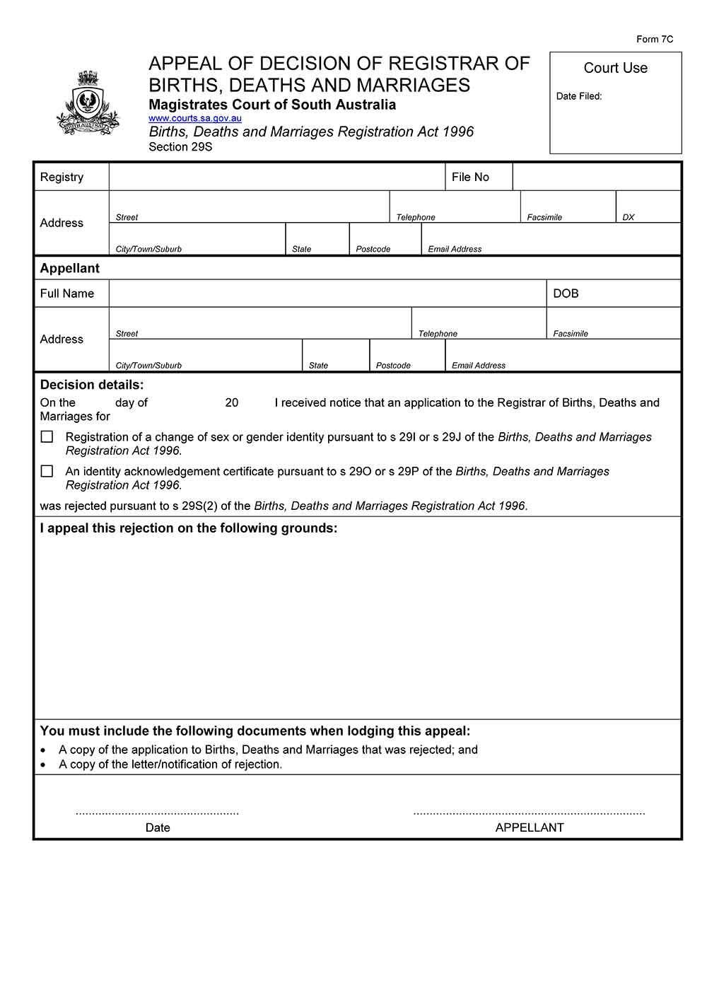 Form 7C
APPEAL OF DECISION OF REGISTRAR OF
BIRTHS, DEATHS AND MARRIAGES
Magistrates Court of South Australia
www.courts.sa.gov.au
Births, Deaths and Marriages Registration Act 1996
Section 29S
Court Use
Date Filed:
SOUTH AUSTRALIA
Registry File No
Address
Street Telephone Facsimile DX
City/Town/Suburb State Postcode Email Address
Appellant
Full Name DOB
Address
Street Telephone Facsimile
City/Town/Suburb State Postcode Email Address
Decision details:
On the day of 20 I received notice that an application to the Registrar of Births, Deaths and
Marriages for
Registration of a change of sex or gender identity pursuant to s 29I or s 29J of the Births, Deaths and Marriages
Registration Act 1996.
An identity acknowledgement certificate pursuant to s 29O or s 29P of the Births, Deaths and Marriages
Registration Act 1996.
was rejected pursuant to s 29S(2) of the Births, Deaths and Marriages Registration Act 1996.
I appeal this rejection on the following grounds:
You must include the following documents when lodging this appeal:
• A copy of the application to Births, Deaths and Marriages that was rejected; and
• A copy of the letter/notification of rejection.
Date APPELLANT